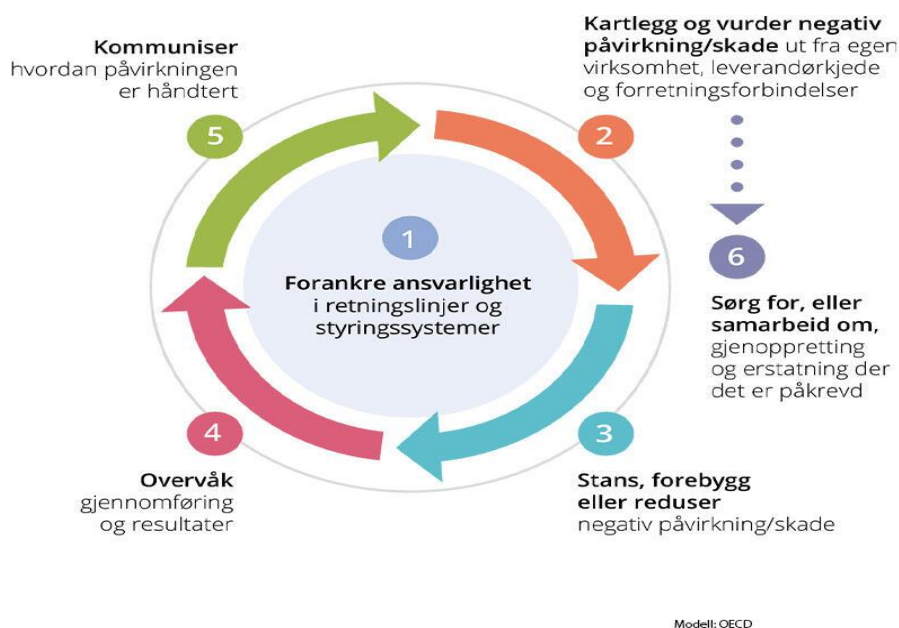 1
Forankre ansvarlighet
i retningslinjer og
styringssystemer
Kartlegg og vurder negativ
påvirkning/skade ut fra egen
virksomhet, leverandørkjede
og forretningsforbindelser
2
3
Stans, forebygg
eller reduser
negativ påvirkning/skade
4
Overvåk
gjennomføring
og resultater
Kommuniser
hvordan påvirkningen
er håndtert
5
6
Sørg for, eller
samarbeid om,
gjenoppretting
og erstatning der
det er påkrevd
Modell: OECD